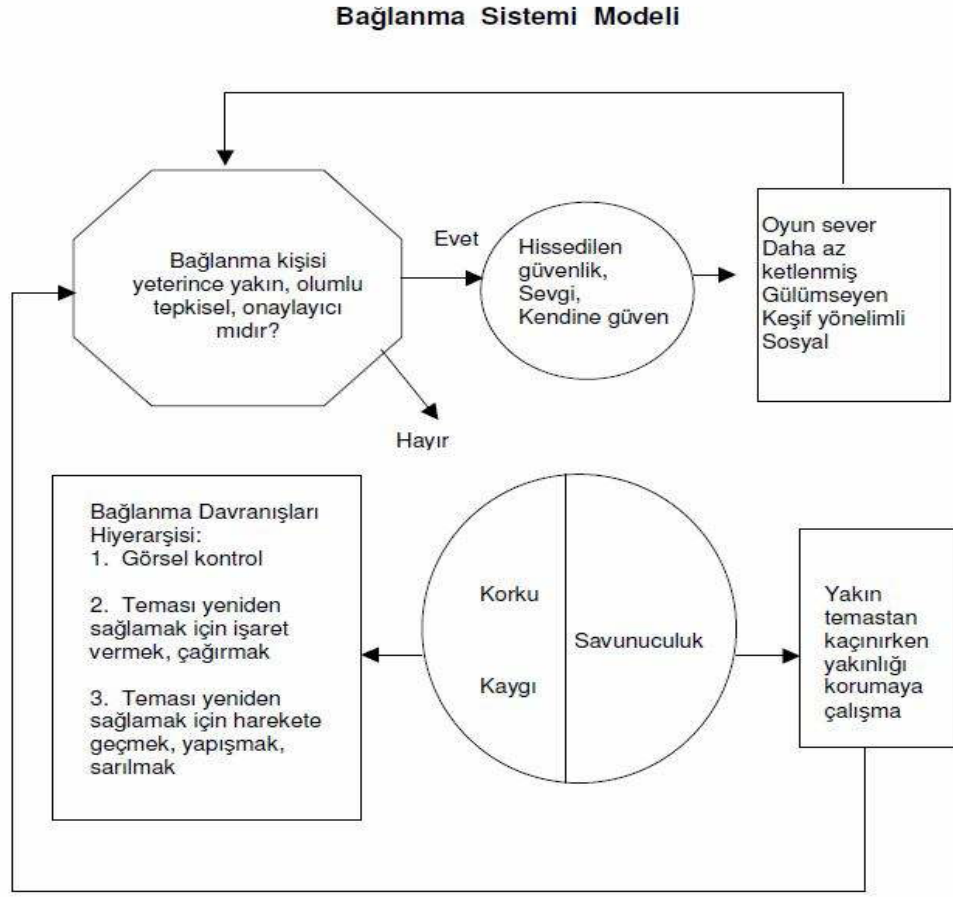 Bağlanma Sistemi Modeli
Bağlanma kişisi
yeterince yakın, olumlu
tepkisel, onaylayıcı
mıdır?
Evet
Hissedilen
güvenlik,
Sevgi,
Kendine güven
Oyun sever
Daha az
ketlenmiş
Gülümseyen
Keşif yönelimli
Sosyal
Hayır
Bağlanma Davranışları
Hiyerarşisi:
1. Görsel kontrol
2. Teması yeniden
sağlamak için işaret
vermek, çağırmak
3. Teması yeniden
sağlamak için harekete
geçmek, yapışmak,
sarılmak
Korku
Kaygı
Savunuculuk
Yakın
temastan
kaçınırken
yakınlığı
korumaya
çalışma